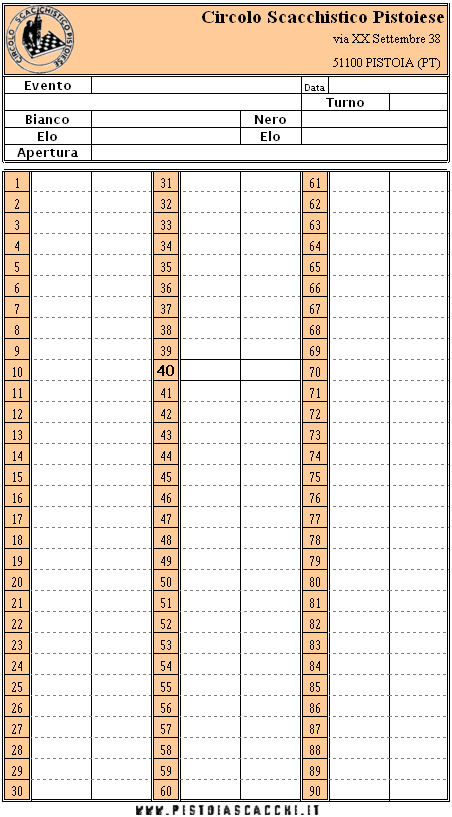 CIRCOLO SCACCHISTICO PISTOIESE
Circolo Scacchistico Pistoiese
via XX Settembre 38
51100 PISTOIA (PT)
Evento Data
Turno
Bianco Nero
Elo Elo
Apertura
1 31 61
2 32 62
3 33 63
4 34 64
5 35 65
6 36 66
7 37 67
8 38 68
9 39 69
10 40 70
11 41 71
12 42 72
13 43 73
14 44 74
15 45 75
16 46 76
17 47 77
18 48 78
19 49 79
20 50 80
21 51 81
22 52 82
23 53 83
24 54 84
25 55 85
26 56 86
27 57 87
28 58 88
29 59 89
30 60 90
WWW.PISTOIASCACCHI.IT